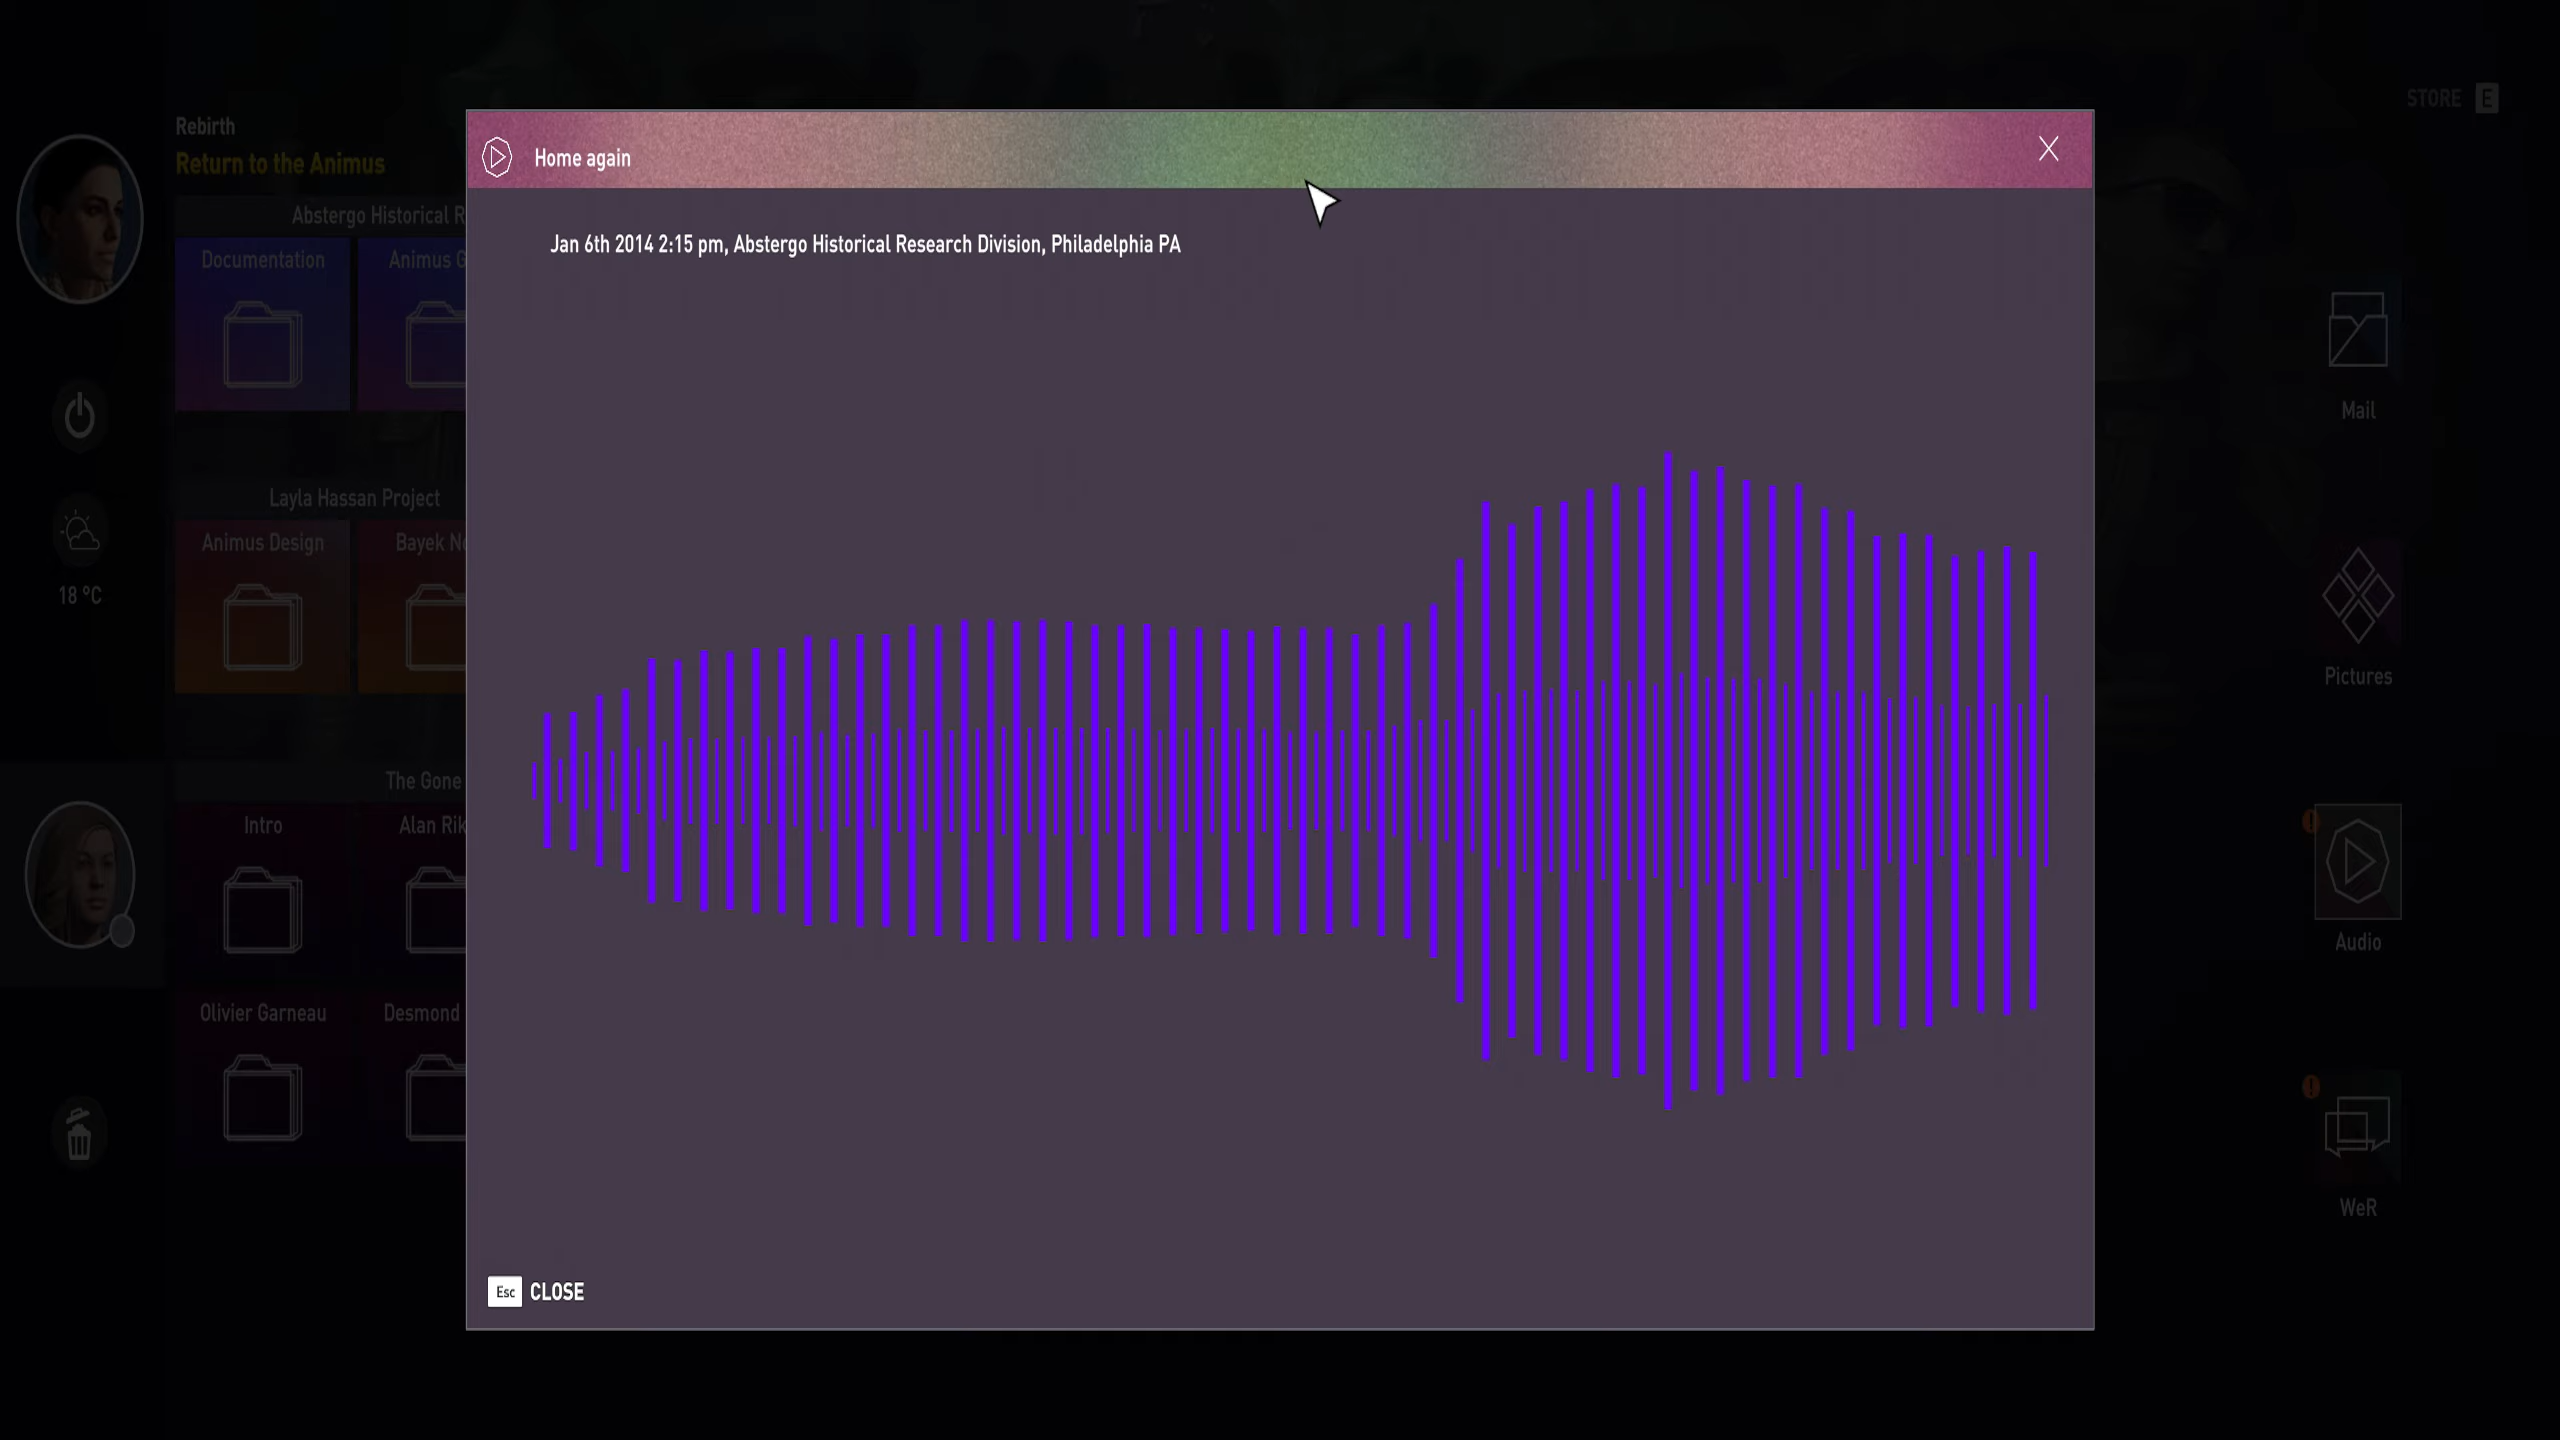 STORE E
Rebirth
Return to the Animus
Home again
Jan 6th 2014 2:15 pm, Abstergo Historical Research Division, Philadelphia PA
Abstergo Historical R
Documentation
Animus G
Layla Hassan Project
Animus Design
Bayek No
18 °C
The Gone
Intro
Alan Rik
Olivier Garneau
Desmond
Mail
Pictures
!
Audio
!
WeR
Esc CLOSE